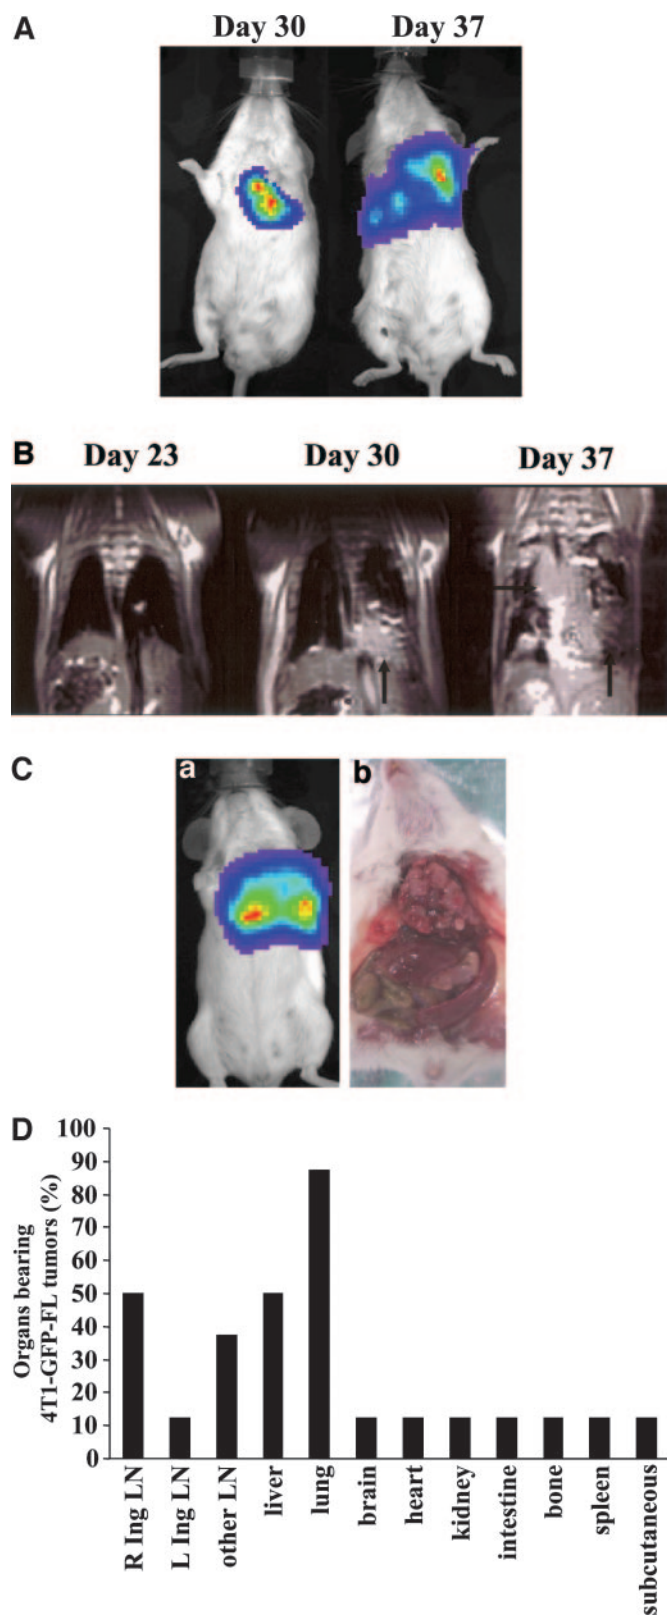 A
Day 30
Day 37
B
Day 23
Day 30
Day 37
C
a
b
D
Organs bearing
4T1-GFP-FL tumors (%)
100
90
80
70
60
50
40
30
20
10
0
R Ing LN
L Ing LN
other LN
liver
lung
brain
heart
kidney
intestine
bone
spleen
subcutaneous